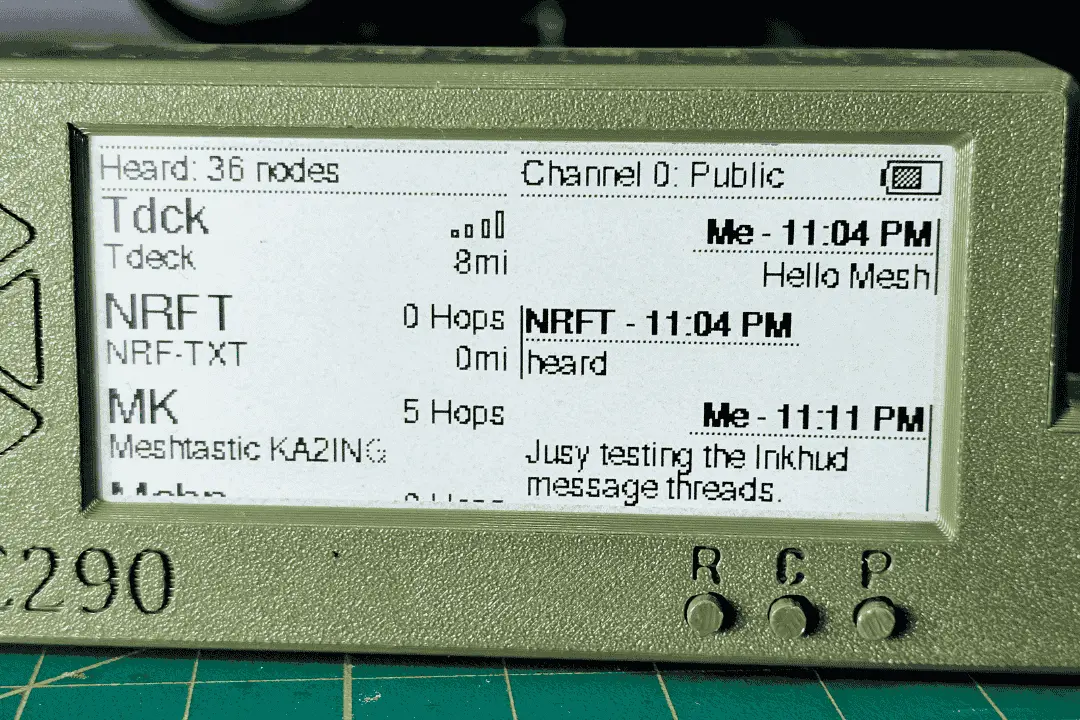 Heard: 36 nodes
Tdck
Tdeck
8mi
NRFT
0 Hops
NRF-TXT
0mi
MK
5 Hops
Meshtastic KA2ING
Channel 0: Public
Me - 11:04 PM
Hello Mesh
NRFT - 11:04 PM
heard
Me - 11:11 PM
Jusy testing the Inkhud
message threads.
290
R C P